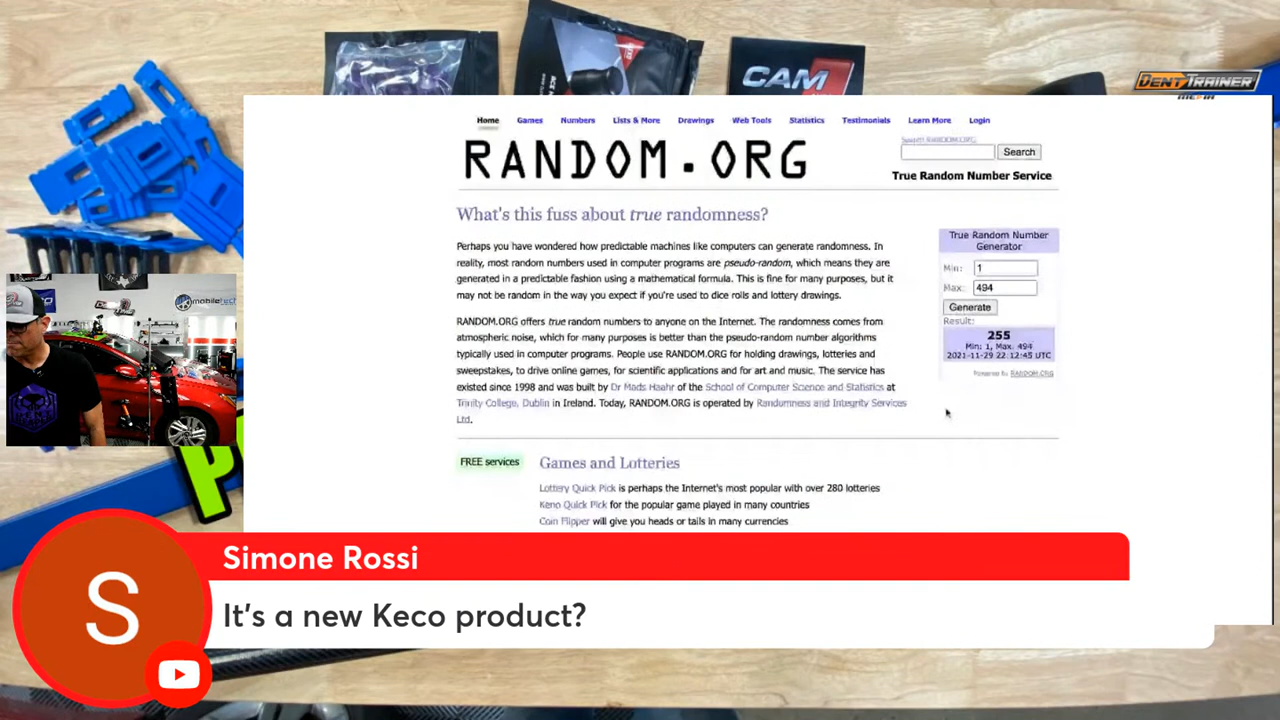 CAM
DENT TRAINER
MEDIA
Home Games Numbers Lists & More Drawings Web Tools Statistics Testimonials Learn More Login
RANDOM.ORG
Search RANDOM.ORG
Search
True Random Number Service
What's this fuss about true randomness?
Perhaps you have wondered how predictable machines like computers can generate randomness. In
reality, most random numbers used in computer programs are pseudo-random, which means they are
generated in a predictable fashion using a mathematical formula. This is fine for many purposes, but it
may not be random in the way you expect if you're used to dice rolls and lottery drawings.
RANDOM.ORG offers true random numbers to anyone on the Internet. The randomness comes from
atmospheric noise, which for many purposes is better than the pseudo-random number algorithms
typically used in computer programs. People use RANDOM.ORG for holding drawings, lotteries and
sweepstakes, to drive online games, for scientific applications and for art and music. The service has
existed since 1998 and was built by Dr Mads Haahr of the School of Computer Science and Statistics at
Trinity College, Dublin in Ireland. Today, RANDOM.ORG is operated by Randomness and Integrity Services
Ltd.
True Random Number
Generator
Min: 1
Max: 494
Generate
Result:
255
Min: 1, Max: 494
2021-11-29 22:12:45 UTC
Powered by RANDOM.ORG
FREE services
Games and Lotteries
Lottery Quick Pick is perhaps the Internet's most popular with over 280 lotteries
Keno Quick Pick for the popular game played in many countries
Coin Flipper will give you heads or tails in many currencies
mobiletech
P
S
Simone Rossi
It's a new Keco product?